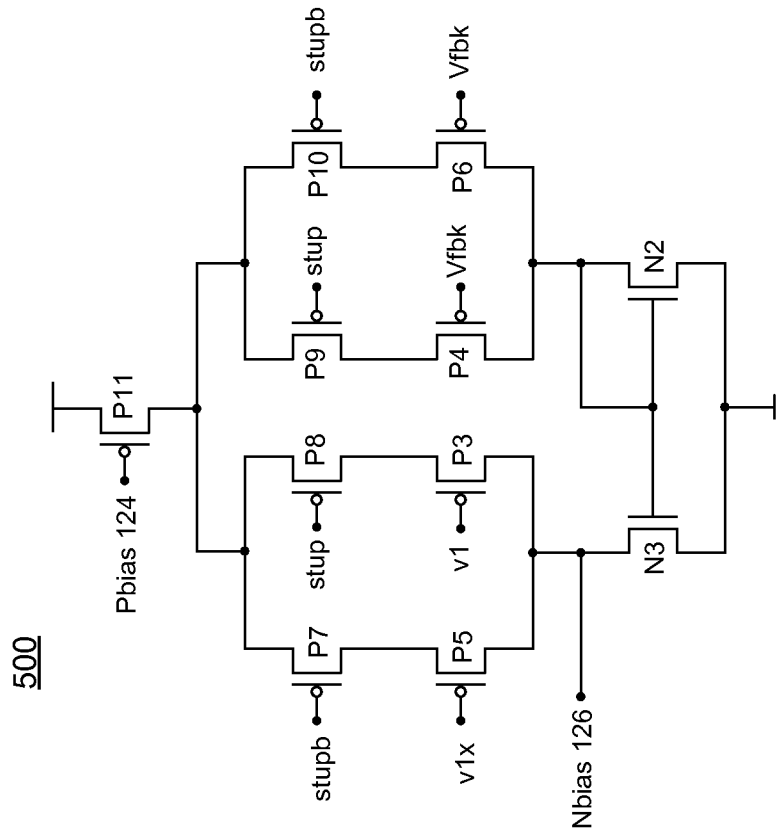 500
Pbias 124
P11
stupb
P7
stup
P8
P9
stup
P10
stupb
v1x
P5
v1
P3
P4
Vfbk
P6
Vfbk
Nbias 126
N3
N2